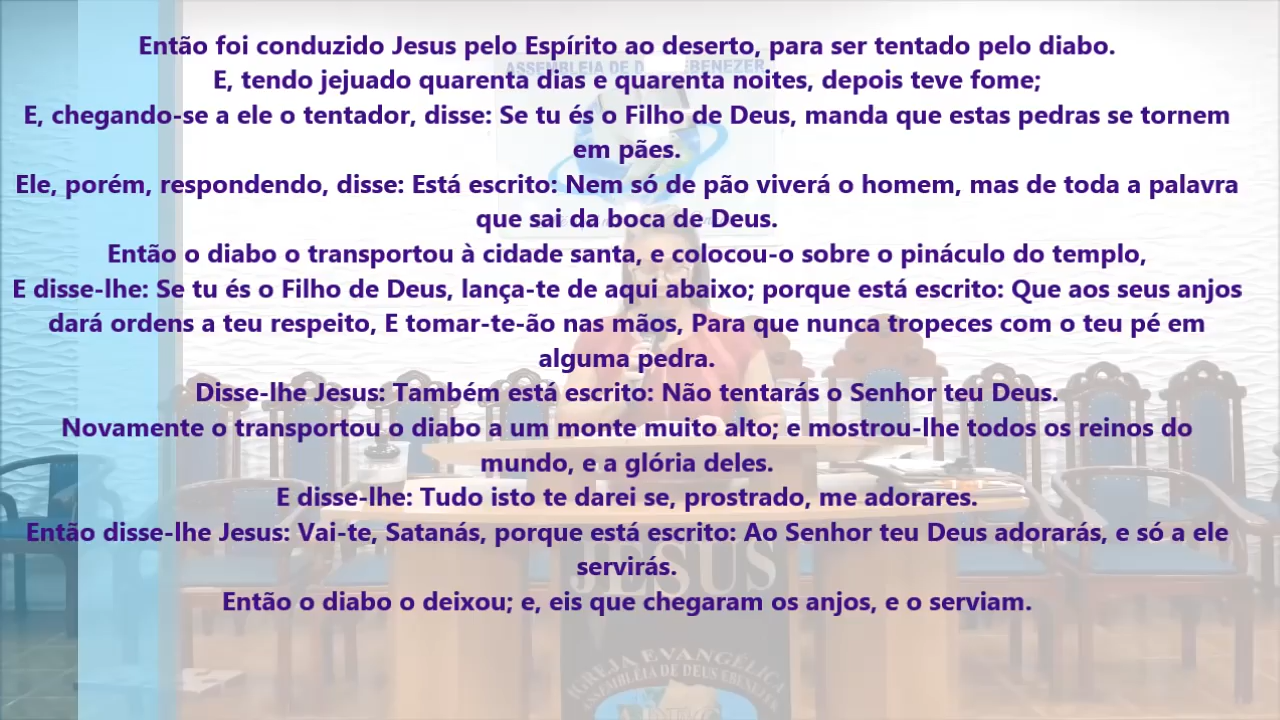 Então foi conduzido Jesus pelo Espírito ao deserto, para ser tentado pelo diabo.
ASSEMBLEIA DE D EBENEZER
E, tendo jejuado quarenta dias e quarenta noites, depois teve fome;
E, chegando-se a ele o tentador, disse: Se tu és o Filho de Deus, manda que estas pedras se tornem
em pães.
Ele, porém, respondendo, disse: Está escrito: Nem só de pão viverá o homem, mas de toda a palavra
que sai da boca de Deus.
Então o diabo o transportou à cidade santa, e colocou-o sobre o pináculo do templo,
E disse-lhe: Se tu és o Filho de Deus, lança-te de aqui abaixo; porque está escrito: Que aos seus anjos
dará ordens a teu respeito, E tomar-te-ão nas mãos, Para que nunca tropeces com o teu pé em
alguma pedra.
Disse-lhe Jesus: Também está escrito: Não tentarás o Senhor teu Deus.
Novamente o transportou o diabo a um monte muito alto; e mostrou-lhe todos os reinos do
mundo, e a glória deles.
E disse-lhe: Tudo isto te darei se, prostrado, me adorares.
Então disse-lhe Jesus: Vai-te, Satanás, porque está escrito: Ao Senhor teu Deus adorarás, e só a ele
servirás.
JESUS
Então o diabo o deixou; e, eis que chegaram os anjos, e o serviam.
IGREJA EVANGÉLICA
ASSEMBLEIA DE DEUS EBENEZER